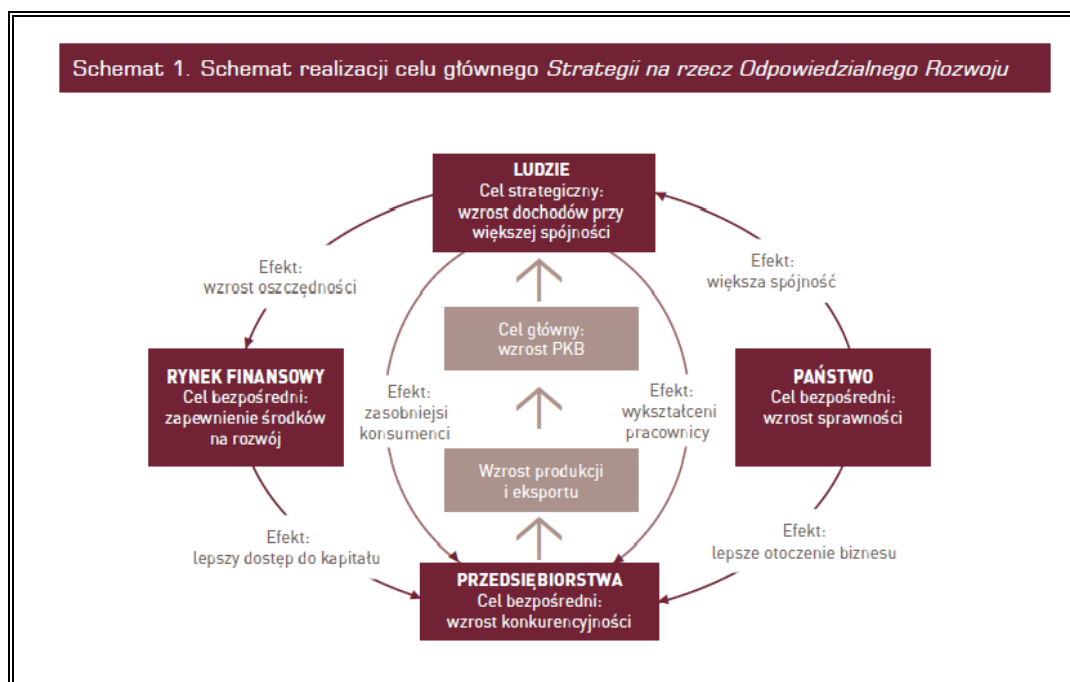 Schemat 1. Schemat realizacji celu głównego Strategii na rzecz Odpowiedzialnego Rozwoju
LUDZIE
Cel strategiczny:
wzrost dochodów przy
większej spójności
Efekt:
wzrost oszczędności
Efekt:
większa spójność
Cel główny:
wzrost PKB
RYNEK FINANSOWY
Cel bezpośredni:
zapewnienie środków
na rozwój
Efekt:
zasobniejsi
konsumenci
Efekt:
wykształceni
pracownicy
PAŃSTWO
Cel bezpośredni:
wzrost sprawności
Wzrost produkcji
i eksportu
Efekt:
lepszy dostęp do kapitału
Efekt:
lepsze otoczenie biznesu
PRZEDSIĘBIORSTWA
Cel bezpośredni:
wzrost konkurencyjności